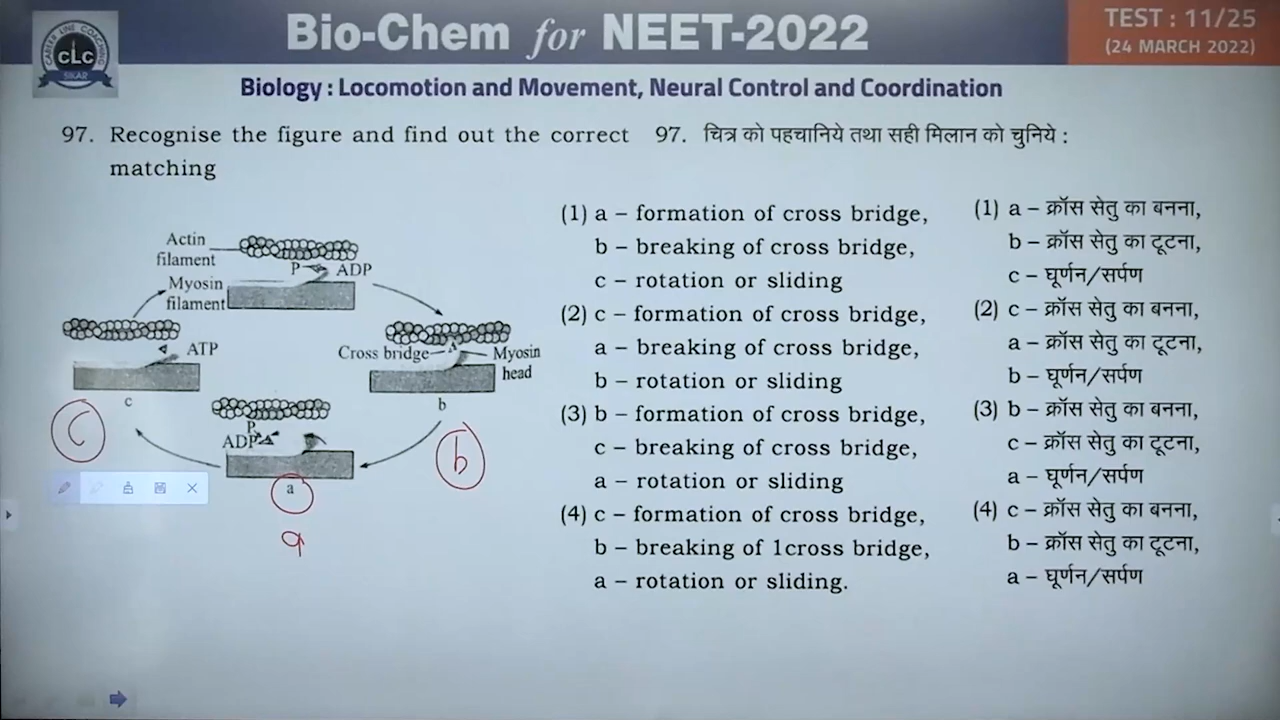 CAREER LINE COACHING
CLC
SIKAR
Bio-Chem for NEET-2022
TEST : 11/25
(24 MARCH 2022)
Biology : Locomotion and Movement, Neural Control and Coordination
97. Recognise the figure and find out the correct
matching
97. चित्र को पहचानिये तथा सही मिलान को चुनिये :
Actin
filament
P
ADP
Myosin
filament
ATP
c
Cross bridge
Myosin
head
b
P
ADP
a
C
b
a
(1) a – formation of cross bridge,
b – breaking of cross bridge,
c – rotation or sliding
(2) c – formation of cross bridge,
a – breaking of cross bridge,
b – rotation or sliding
(3) b – formation of cross bridge,
c – breaking of cross bridge,
a – rotation or sliding
(4) c – formation of cross bridge,
b – breaking of 1cross bridge,
a – rotation or sliding.
(1) a – क्रॉस सेतु का बनना,
b – क्रॉस सेतु का टूटना,
c – घूर्णन/सर्पण
(2) c – क्रॉस सेतु का बनना,
a – क्रॉस सेतु का टूटना,
b – घूर्णन/सर्पण
(3) b – क्रॉस सेतु का बनना,
c – क्रॉस सेतु का टूटना,
a – घूर्णन/सर्पण
(4) c – क्रॉस सेतु का बनना,
b – क्रॉस सेतु का टूटना,
a – घूर्णन/सर्पण